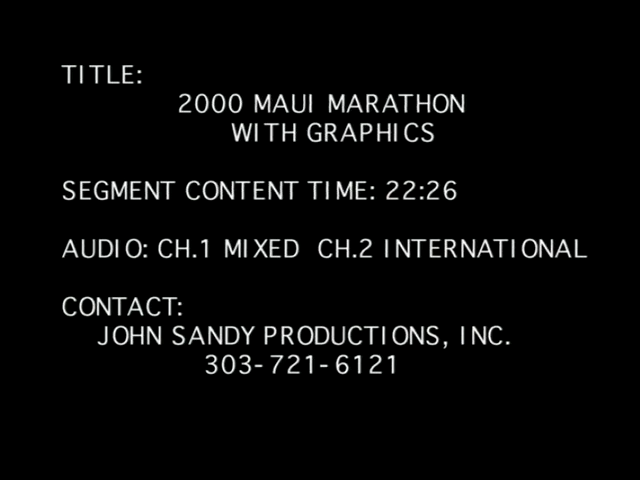 TITLE:
2000 MAUI MARATHON
WITH GRAPHICS
SEGMENT CONTENT TIME: 22:26
AUDIO: CH.1 MIXED CH.2 INTERNATIONAL
CONTACT:
JOHN SANDY PRODUCTIONS, INC.
303-721-6121